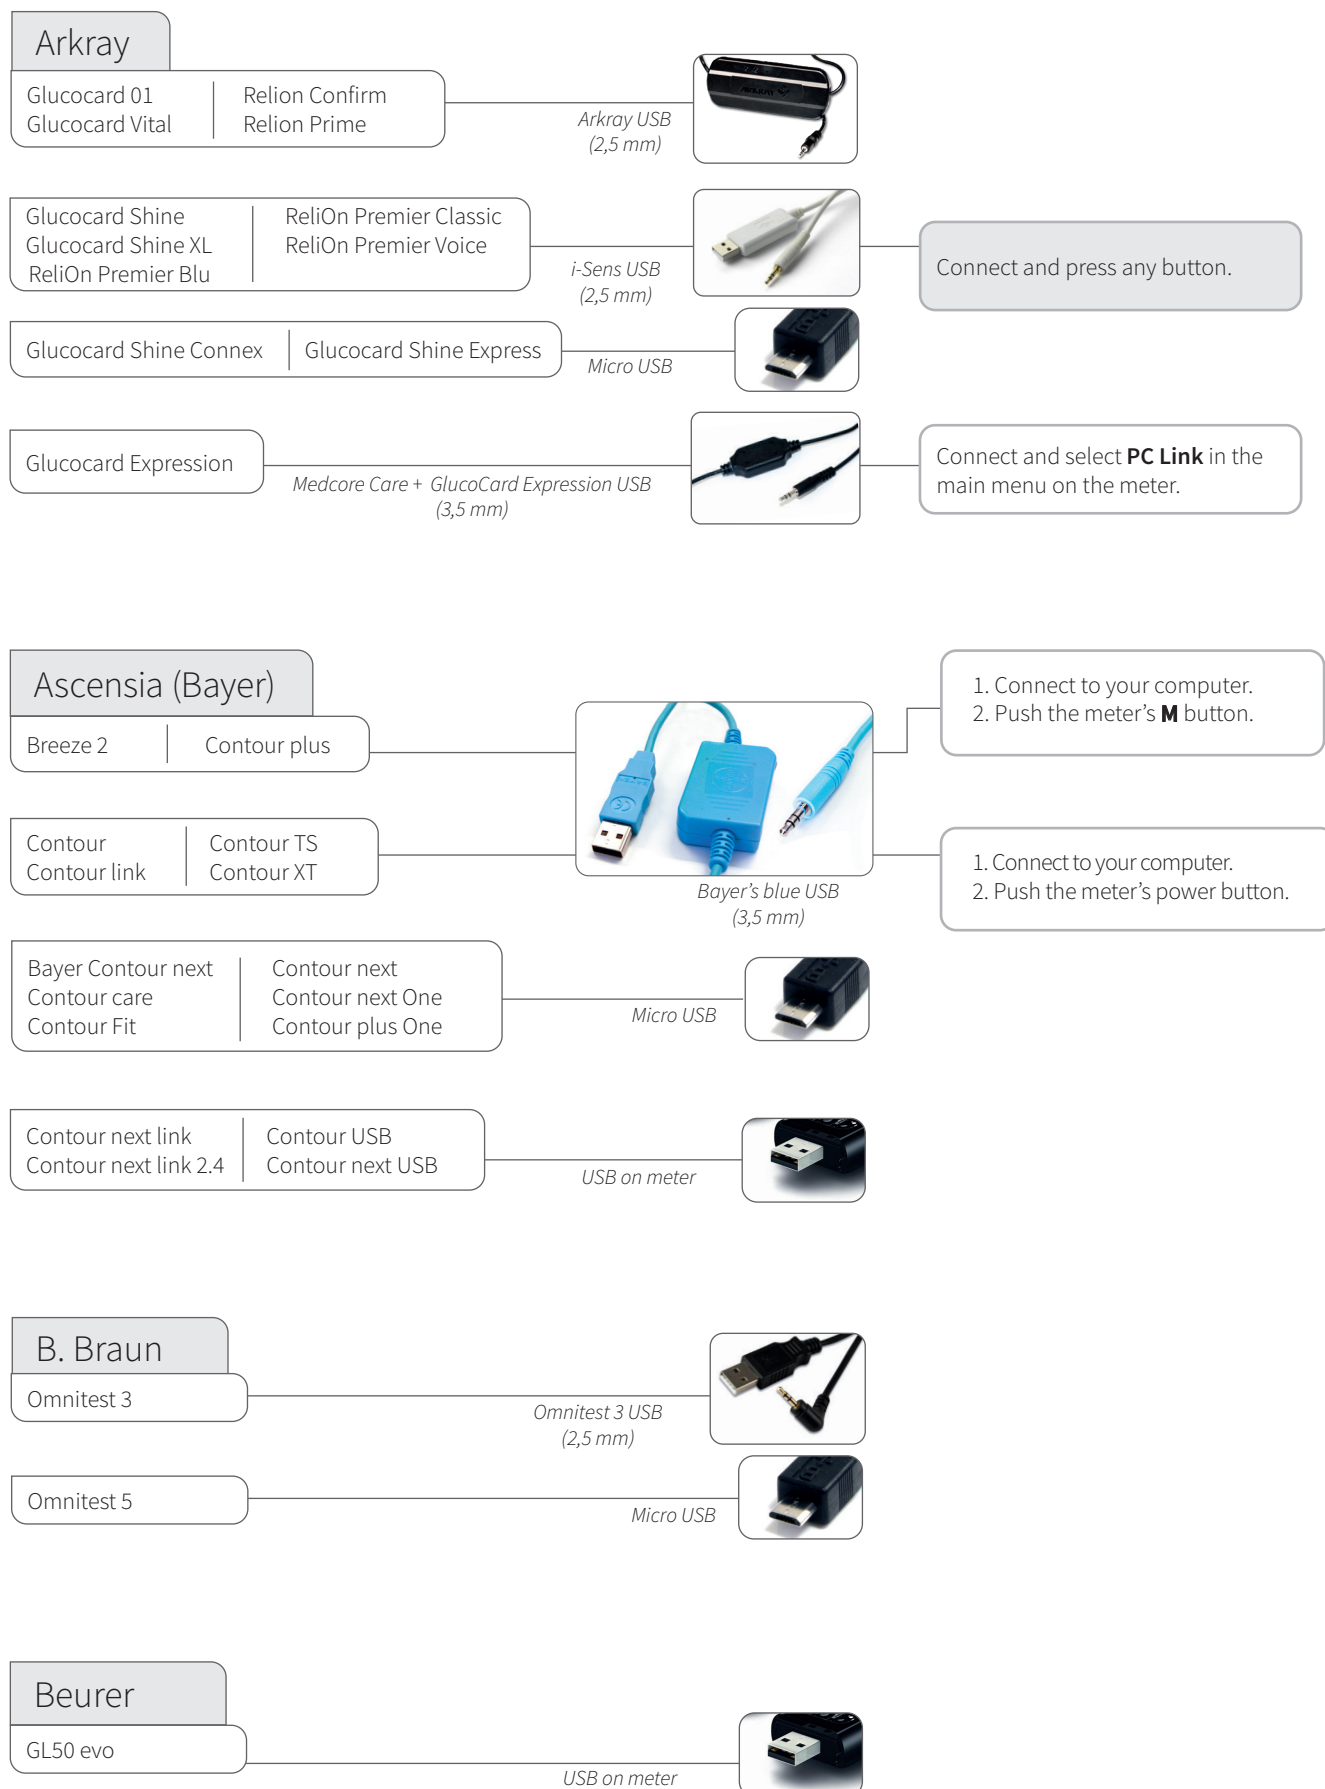 Arkray
Glucocard 01
Glucocard Vital
Relion Confirm
Relion Prime
Arkray USB
(2,5 mm)
Glucocard Shine
Glucocard Shine XL
ReliOn Premier Blu
ReliOn Premier Classic
ReliOn Premier Voice
i-Sens USB
(2,5 mm)
Connect and press any button.
Glucocard Shine Connex
Glucocard Shine Express
Micro USB
Glucocard Expression
Medcore Care + GlucoCard Expression USB
(3,5 mm)
Connect and select PC Link in the
main menu on the meter.
Ascensia (Bayer)
Breeze 2
Contour plus
1. Connect to your computer.
2. Push the meter's M button.
Contour
Contour link
Contour TS
Contour XT
Bayer's blue USB
(3,5 mm)
1. Connect to your computer.
2. Push the meter's power button.
Bayer Contour next
Contour care
Contour Fit
Contour next
Contour next One
Contour plus One
Micro USB
Contour next link
Contour next link 2.4
Contour USB
Contour next USB
USB on meter
B. Braun
Omnitest 3
Omnitest 3 USB
(2,5 mm)
Omnitest 5
Micro USB
Beurer
GL50 evo
USB on meter